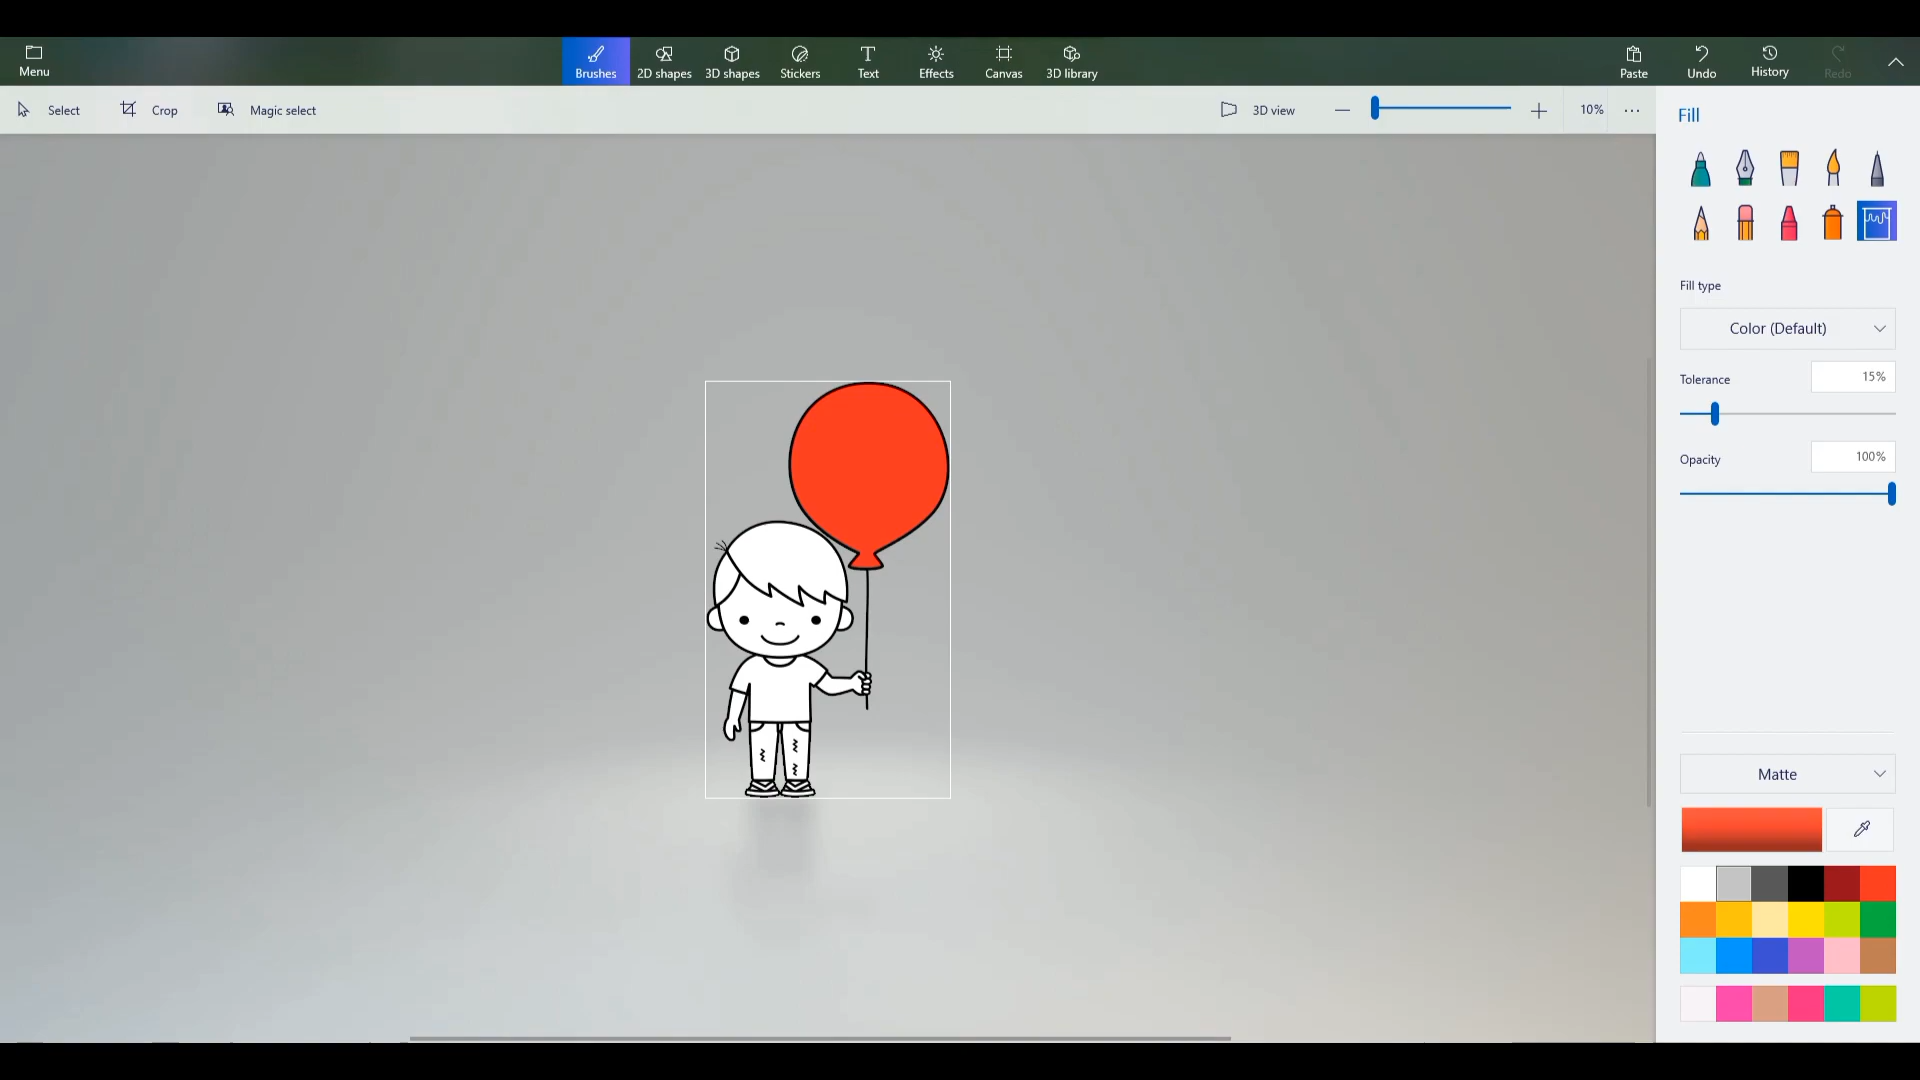 Menu
Brushes
2D shapes
3D shapes
Stickers
Text
Effects
Canvas
3D library
Paste
Undo
History
Redo
Select
Crop
Magic select
3D view
10%
Fill
Fill type
Color (Default)
Tolerance
15%
Opacity
100%
Matte